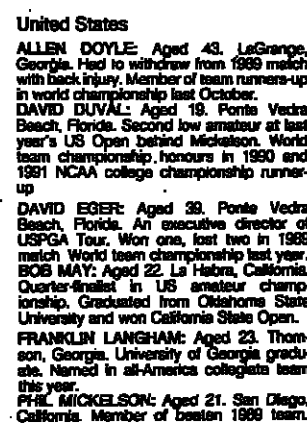 United States
ALLEN DOYLE: Aged 43. LaGrange,
Georgia. Had to withdraw from 1989 match
with back injury. Member of team runners-up
in world championship last October.
DAVID DUVAL: Aged 19. Ponte Vedra
Beach, Florida. Second low amateur at last
year's US Open behind Mickelson. World
team championship honours in 1990 and
1991 NCAA college championship runner-
up
DAVID EGER: Aged 39. Ponte Vedra
Beach, Florida. An executive director of
USPGA Tour. Won one, lost two in 1989
match World team championship last year.
BOB MAY: Aged 22. La Habra, California.
Quarter-finalist in US amateur champ-
ionship. Graduated from Oklahoma State
University and won California State Open.
FRANKLIN LANGHAM: Aged 23. Thom-
son, Georgia. University of Georgia gradu-
ate. Named in all-America collegiate team
this year.
PHIL MICKELSON: Aged 21. San Diego,
California. Member of beaten 1989 team.